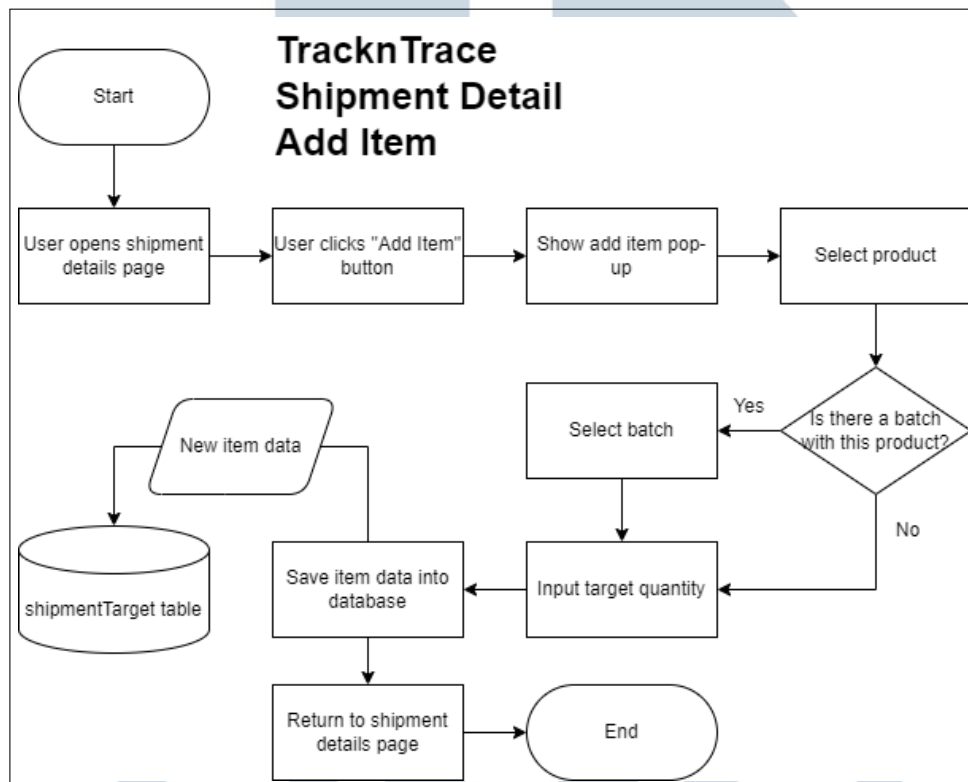 TracknTrace
Shipment Detail
Add Item
Start
User opens shipment
details page
User clicks "Add Item"
button
Show add item pop-
up
Select product
Is there a batch
with this product?
Yes
Select batch
No
New item data
shipmentTarget table
Save item data into
database
Input target quantity
Return to shipment
details page
End